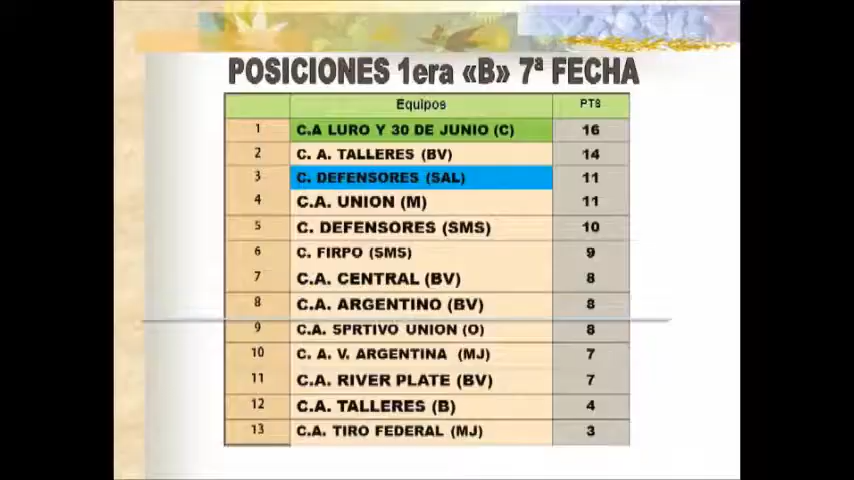 POSICIONES 1era «B» 7ª FECHA
Equipos PTS
1 C.A LURO Y 30 DE JUNIO (C) 16
2 C. A. TALLERES (BV) 14
3 C. DEFENSORES (SAL) 11
4 C.A. UNION (M) 11
5 C. DEFENSORES (SMS) 10
6 C. FIRPO (SMS) 9
7 C.A. CENTRAL (BV) 8
8 C.A. ARGENTINO (BV) 8
9 C.A. SPRTIVO UNION (O) 8
10 C. A. V. ARGENTINA (MJ) 7
11 C.A. RIVER PLATE (BV) 7
12 C.A. TALLERES (B) 4
13 C.A. TIRO FEDERAL (MJ) 3